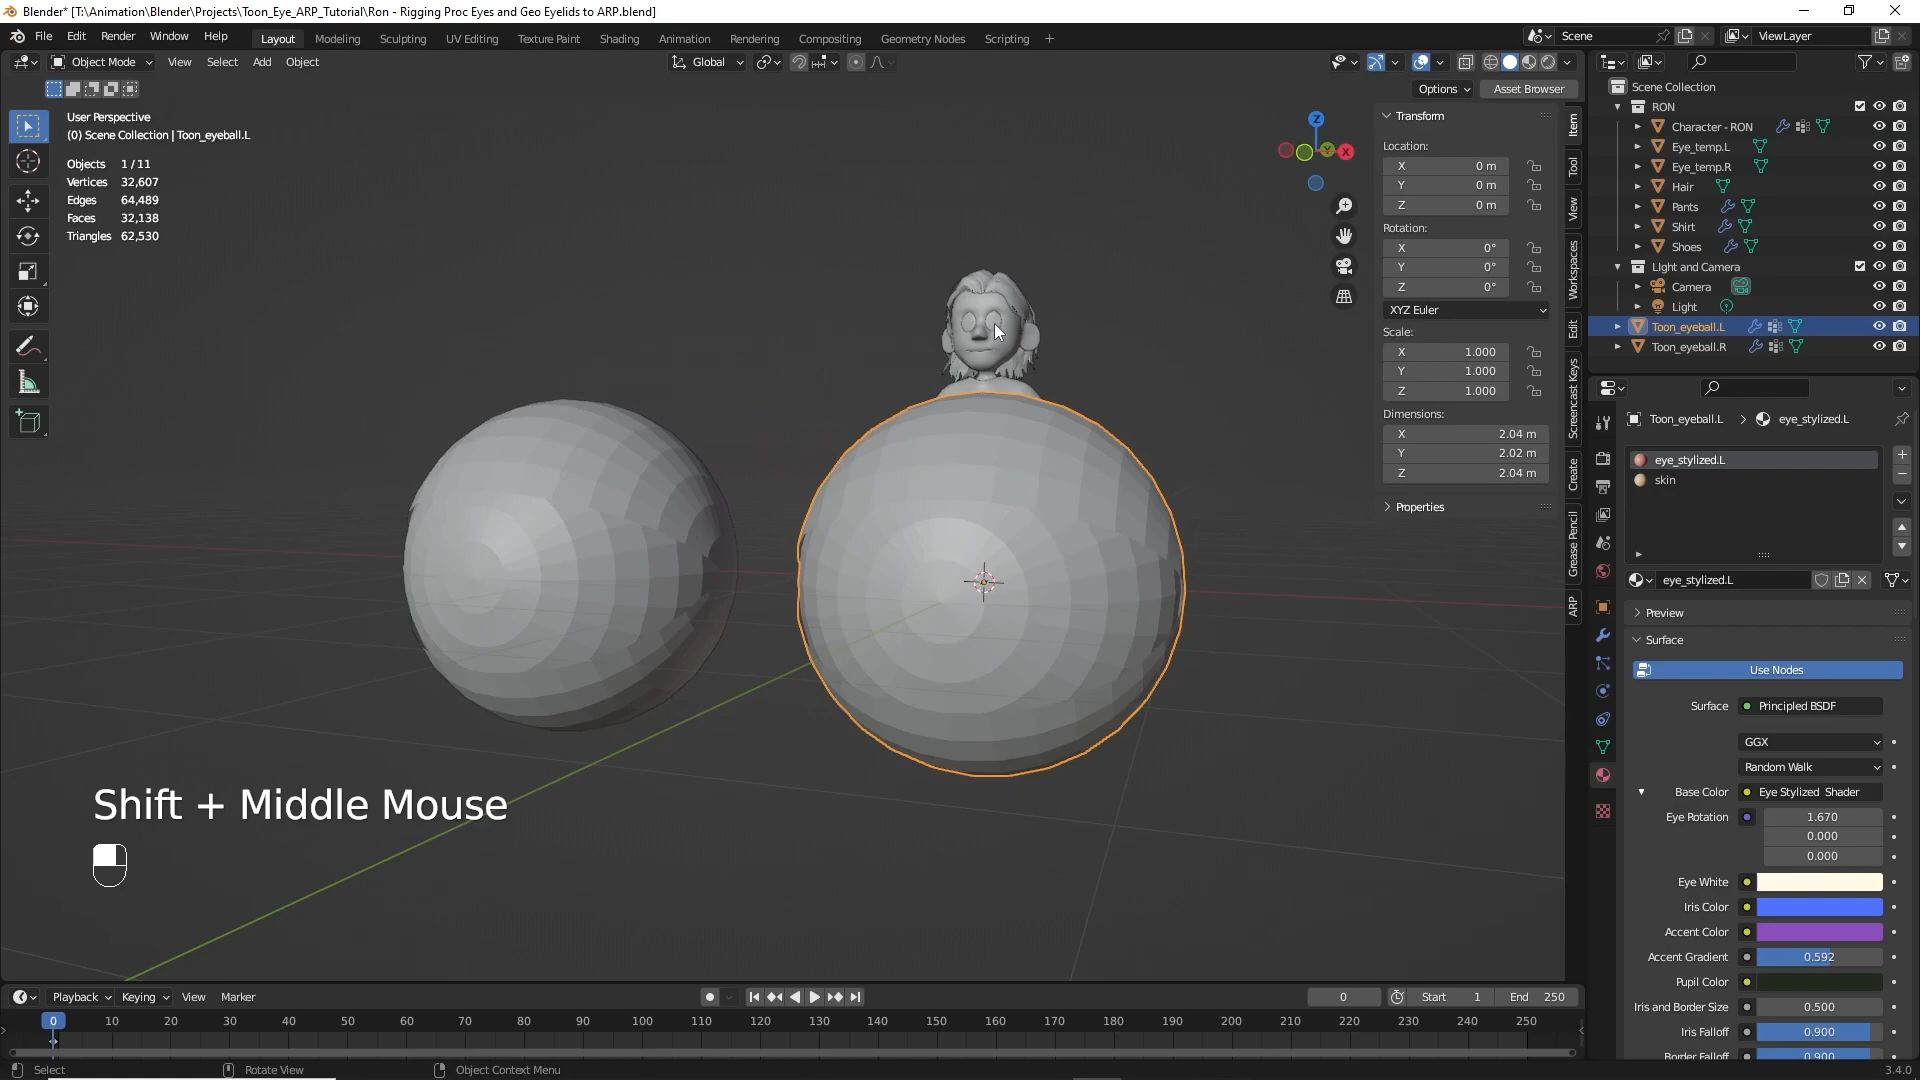 Blender* [T:\Animation\Blender\Projects\Toon_Eye_ARP_Tutorial\Ron - Rigging Proc Eyes and Geo Eyelids to ARP.blend]
File Edit Render Window Help Layout Modeling Sculpting UV Editing Texture Paint Shading Animation Rendering Compositing Geometry Nodes Scripting + Scene ViewLayer
Object Mode View Select Add Object Global
Options Asset Browser
User Perspective
(0) Scene Collection | Toon_eyeball.L
Objects 1 / 11
Vertices 32,607
Edges 64,489
Faces 32,138
Triangles 62,530
Z
Y
X
Transform
Location:
X 0 m
Y 0 m
Z 0 m
Rotation:
X 0°
Y 0°
Z 0°
XYZ Euler
Scale:
X 1.000
Y 1.000
Z 1.000
Dimensions:
X 2.04 m
Y 2.02 m
Z 2.04 m
Properties
Item
Tool
View
Workspaces
Edit
Screencast Keys
Create
Grease Pencil
ARP
Scene Collection
RON
Character - RON
Eye_temp.L
Eye_temp.R
Hair
Pants
Shirt
Shoes
LIght and Camera
Camera
Light
Toon_eyeball.L
Toon_eyeball.R
Toon_eyeball.L > eye_stylized.L
eye_stylized.L
skin
eye_stylized.L
Preview
Surface
Use Nodes
Surface Principled BSDF
GGX
Random Walk
Base Color Eye Stylized Shader
Eye Rotation 1.670
0.000
0.000
Eye White
Iris Color
Accent Color
Accent Gradient 0.592
Pupil Color
Iris and Border Size 0.500
Iris Falloff 0.900
Border Falloff 0.900
Shift + Middle Mouse
Playback Keying View Marker 0 Start 1 End 250
0 10 20 30 40 50 60 70 80 90 100 110 120 130 140 150 160 170 180 190 200 210 220 230 240 250
Select Rotate View Object Context Menu 3.4.0